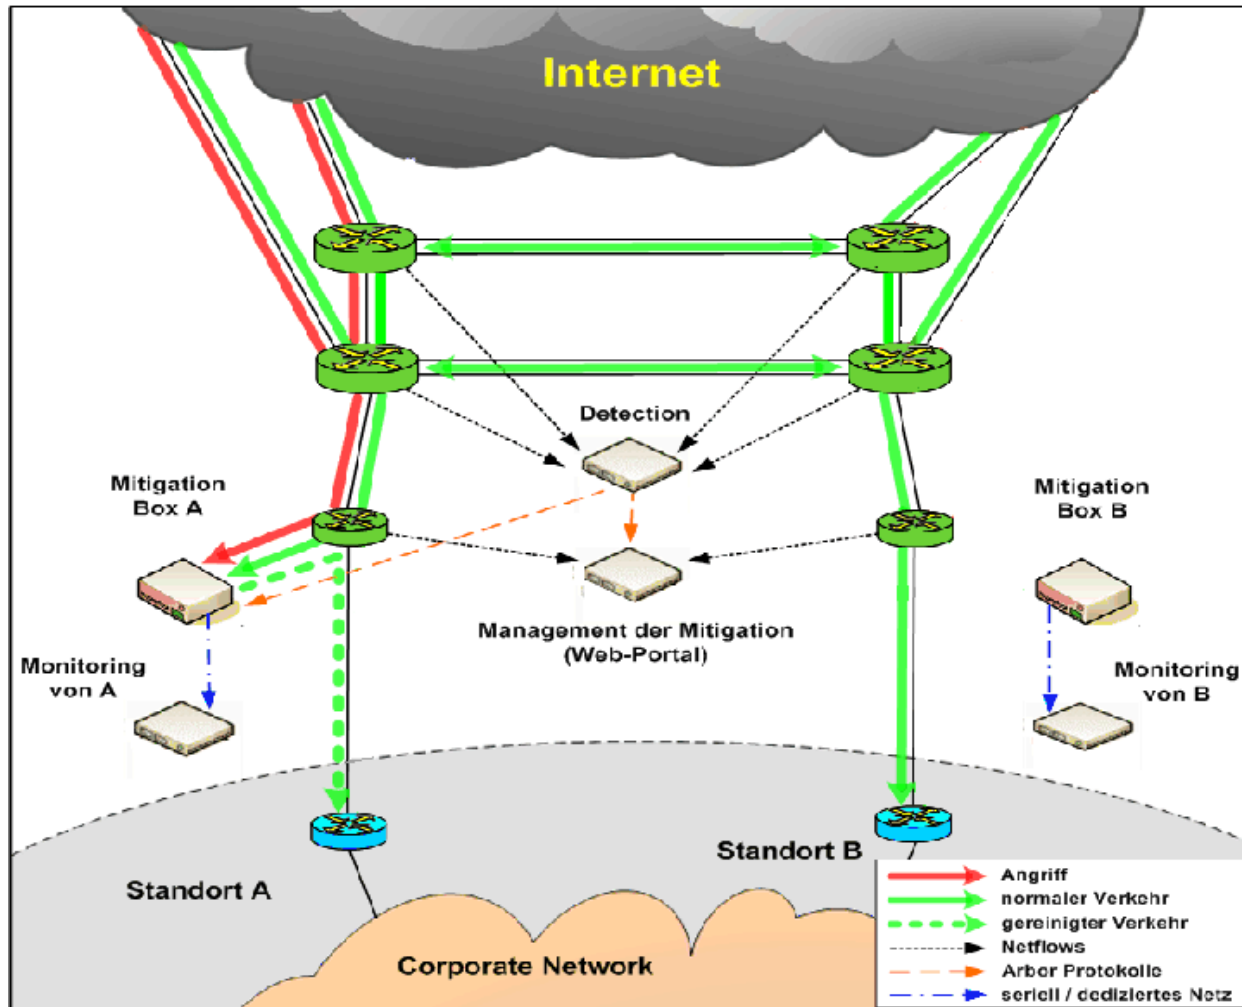 Internet
Detection
Mitigation
Box A
Mitigation
Box B
Management der Mitigation
(Web-Portal)
Monitoring
von A
Monitoring
von B
Standort A
Standort B
Corporate Network
Angriff
normaler Verkehr
gereinigter Verkehr
Netflows
Arbor Protokolle
seriell / dediziertes Netz